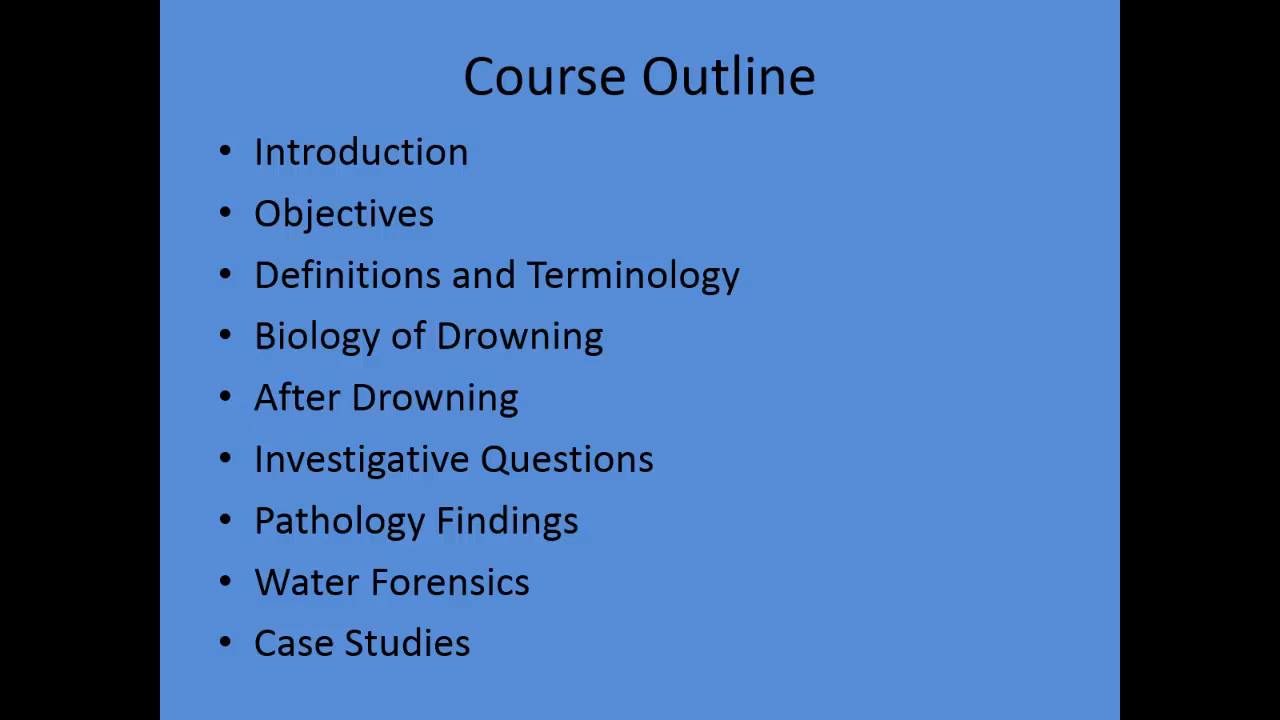 Course Outline
• Introduction
• Objectives
• Definitions and Terminology
• Biology of Drowning
• After Drowning
• Investigative Questions
• Pathology Findings
• Water Forensics
• Case Studies